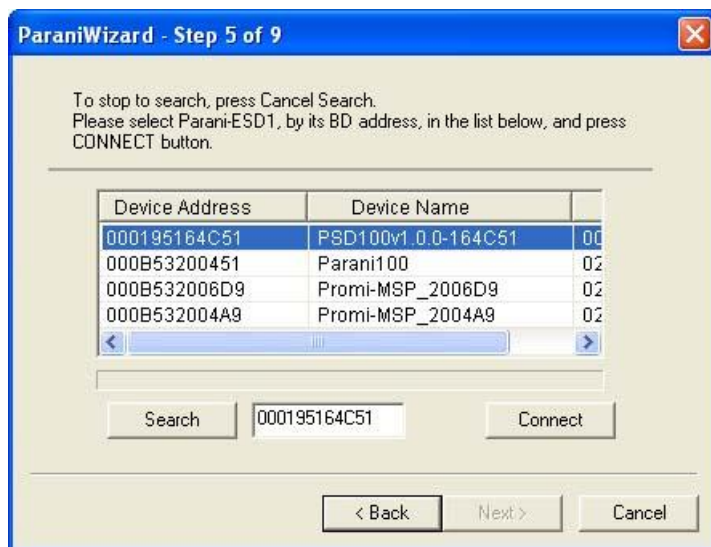 ParaniWizard - Step 5 of 9
To stop to search, press Cancel Search.
Please select Parani-ESD1, by its BD address, in the list below, and press
CONNECT button.
Device Address Device Name
000195164C51 PSD100v1.0.0-164C51 00
000B53200451 Parani100 02
000B532006D9 Promi-MSP_2006D9 02
000B532004A9 Promi-MSP_2004A9 02
Search 000195164C51 Connect
< Back Next > Cancel